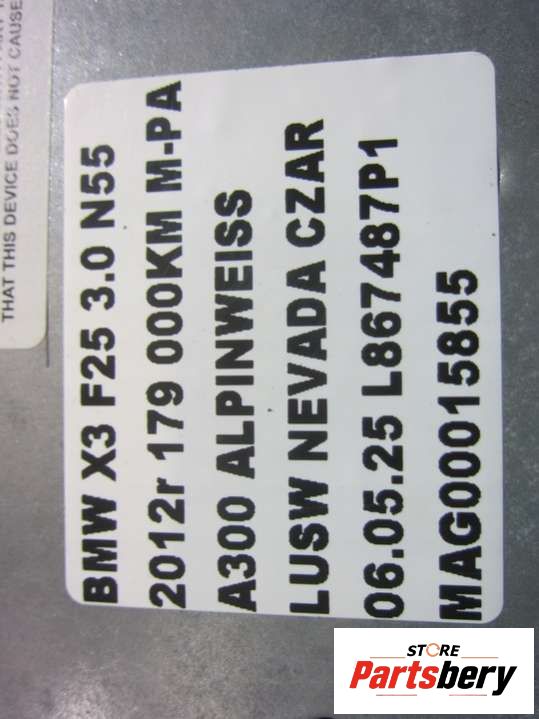 THAT THIS DEVICE DOES NOT CAUSE
BMW X3 F25 3.0 N55
2012r 179 000KM M-PA
A300 ALPINWEISS
LUSW NEVADA CZAR
06.05.25 L867487P1
MAG00015855
STORE
Partsbery